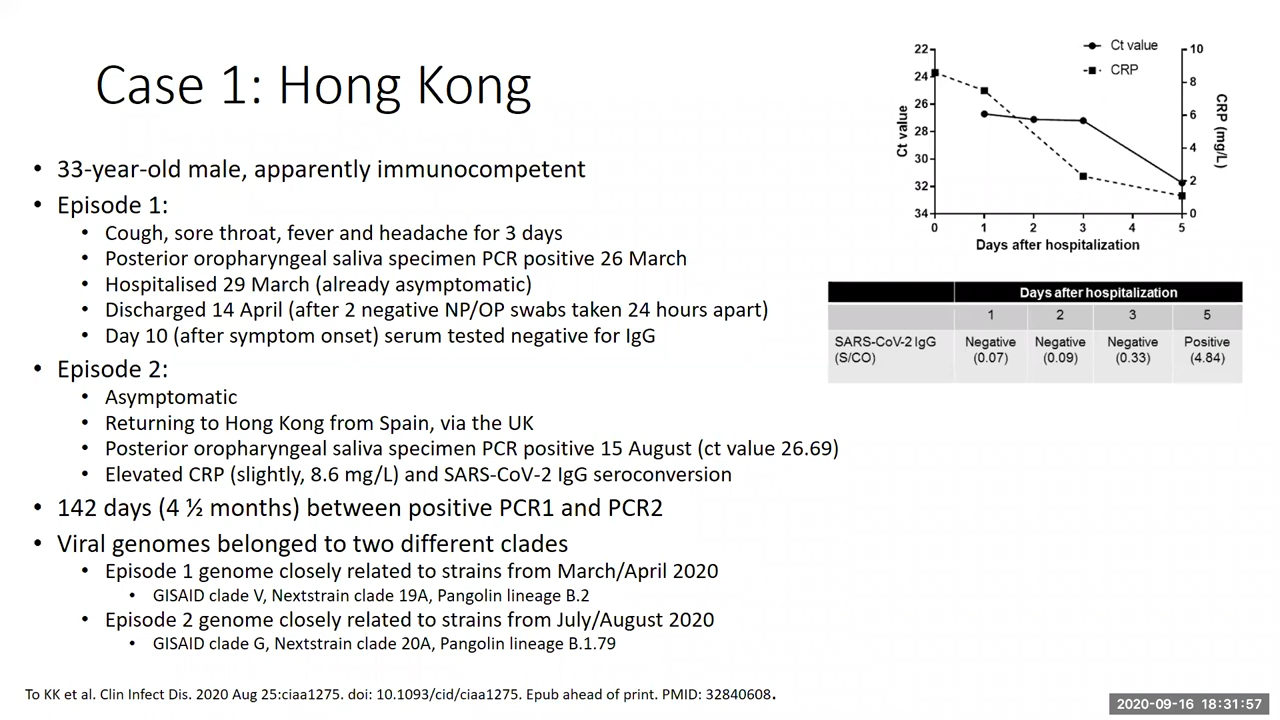 Case 1: Hong Kong
• 33-year-old male, apparently immunocompetent
• Episode 1:
• Cough, sore throat, fever and headache for 3 days
• Posterior oropharyngeal saliva specimen PCR positive 26 March
• Hospitalised 29 March (already asymptomatic)
• Discharged 14 April (after 2 negative NP/OP swabs taken 24 hours apart)
• Day 10 (after symptom onset) serum tested negative for IgG
• Episode 2:
• Asymptomatic
• Returning to Hong Kong from Spain, via the UK
• Posterior oropharyngeal saliva specimen PCR positive 15 August (ct value 26.69)
• Elevated CRP (slightly, 8.6 mg/L) and SARS-CoV-2 IgG seroconversion
• 142 days (4 ½ months) between positive PCR1 and PCR2
• Viral genomes belonged to two different clades
• Episode 1 genome closely related to strains from March/April 2020
• GISAID clade V, Nextstrain clade 19A, Pangolin lineage B.2
• Episode 2 genome closely related to strains from July/August 2020
• GISAID clade G, Nextstrain clade 20A, Pangolin lineage B.1.79
To KK et al. Clin Infect Dis. 2020 Aug 25:ciaa1275. doi: 10.1093/cid/ciaa1275. Epub ahead of print. PMID: 32840608.
Ct value
CRP
22
24
26
28
30
32
34
Ct value
10
8
6
4
2
0
CRP (mg/L)
0 1 2 3 4 5
Days after hospitalization
Days after hospitalization
1 2 3 5
SARS-CoV-2 IgG Negative Negative Negative Positive
(S/CO) (0.07) (0.09) (0.33) (4.84)
2020-09-16 18:31:57